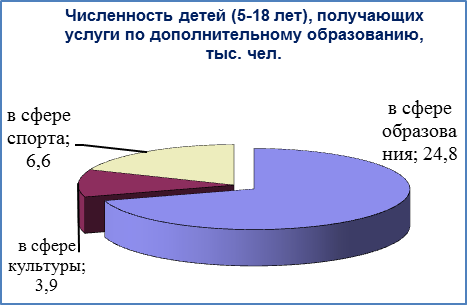 Численность детей (5-18 лет), получающих
услуги по дополнительному образованию,
тыс. чел.
в сфере
спорта;
6,6
в сфере
образова
ния; 24,8
в сфере
культуры;
3,9